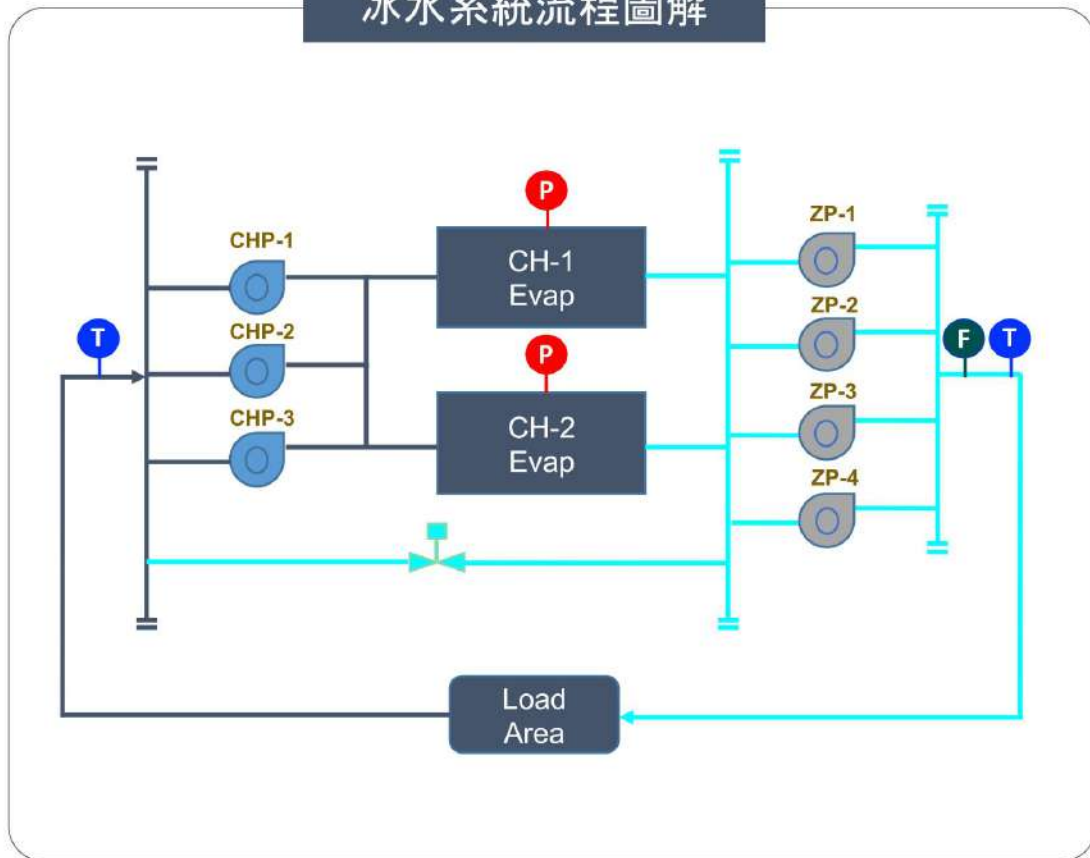 冰水系統流程圖解
P
ZP-1
CHP-1
CH-1
Evap
ZP-2
T
CHP-2
P
F
T
ZP-3
CHP-3
CH-2
Evap
ZP-4
Load
Area